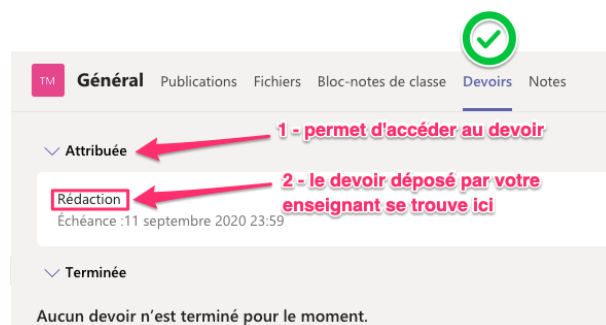 TM Général Publications Fichiers Bloc-notes de classe Devoirs Notes
1 - permet d'accéder au devoir
Attribuée
2 - le devoir déposé par votre
enseignant se trouve ici
Rédaction
Échéance :11 septembre 2020 23:59
Terminée
Aucun devoir n'est terminé pour le moment.